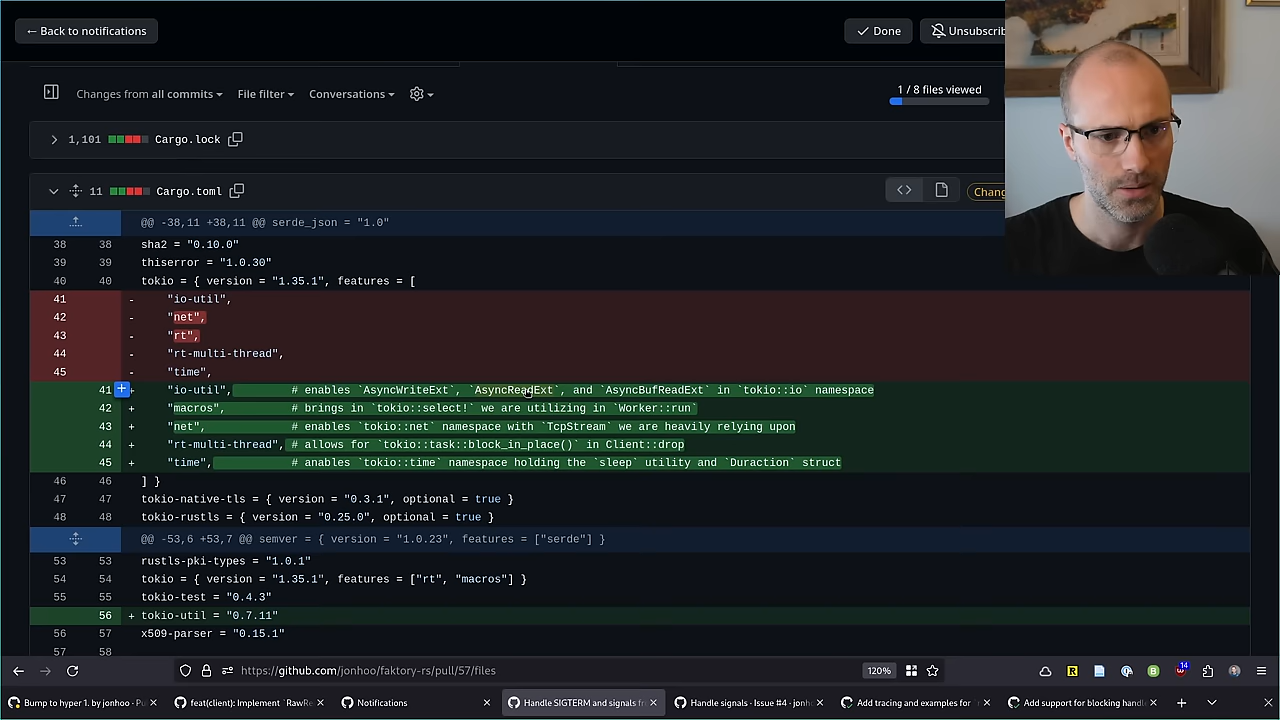 ← Back to notifications
Done
Unsubscrib
Changes from all commits
File filter
Conversations
1 / 8 files viewed
1,101 Cargo.lock
11 Cargo.toml
Chang
@@ -38,11 +38,11 @@ serde_json = "1.0"
38 38 sha2 = "0.10.0"
39 39 thiserror = "1.0.30"
40 40 tokio = { version = "1.35.1", features = [
41 - "io-util",
42 - "net",
43 - "rt",
44 - "rt-multi-thread",
45 - "time",
41 + "io-util", # enables `AsyncWriteExt`, `AsyncReadExt`, and `AsyncBufReadExt` in `tokio::io` namespace
42 + "macros", # brings in `tokio::select!` we are utilizing in `Worker::run`
43 + "net", # enables `tokio::net` namespace with `TcpStream` we are heavily relying upon
44 + "rt-multi-thread", # allows for `tokio::task::block_in_place()` in Client::drop
45 + "time", # anables `tokio::time` namespace holding the `sleep` utility and `Duraction` struct
46 46 ] }
47 47 tokio-native-tls = { version = "0.3.1", optional = true }
48 48 tokio-rustls = { version = "0.25.0", optional = true }
@@ -53,6 +53,7 @@ semver = { version = "1.0.23", features = ["serde"] }
53 53 rustls-pki-types = "1.0.1"
54 54 tokio = { version = "1.35.1", features = ["rt", "macros"] }
55 55 tokio-test = "0.4.3"
56 + tokio-util = "0.7.11"
56 57 x509-parser = "0.15.1"
57 58
https://github.com/jonhoo/faktory-rs/pull/57/files
120%
14
Bump to hyper 1. by jonhoo · Pu
feat(client): Implement `RawRe
Notifications
Handle SIGTERM and signals fr
Handle signals · Issue #4 · jonho
Add tracing and examples for
Add support for blocking handle